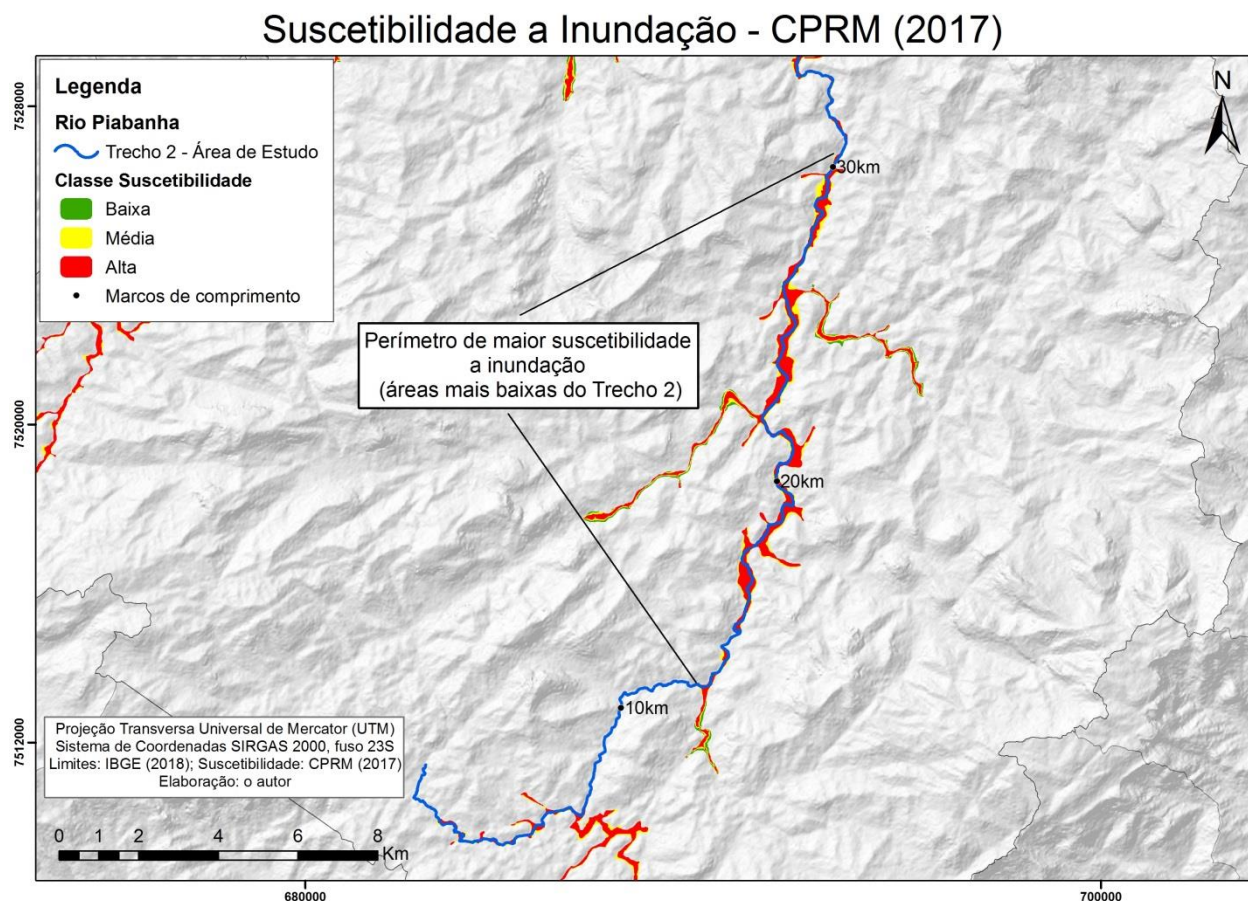 Suscetibilidade a Inundação - CPRM (2017)
Legenda
Rio Piabanha
Trecho 2 - Área de Estudo
Classe Suscetibilidade
Baixa
Média
Alta
Marcos de comprimento
N
7528000
7520000
7512000
30km
Perímetro de maior suscetibilidade
a inundação
(áreas mais baixas do Trecho 2)
20km
10km
Projeção Transversa Universal de Mercator (UTM)
Sistema de Coordenadas SIRGAS 2000, fuso 23S
Limites: IBGE (2018); Suscetibilidade: CPRM (2017)
Elaboração: o autor
0 1 2 4 6 8
Km
680000
700000